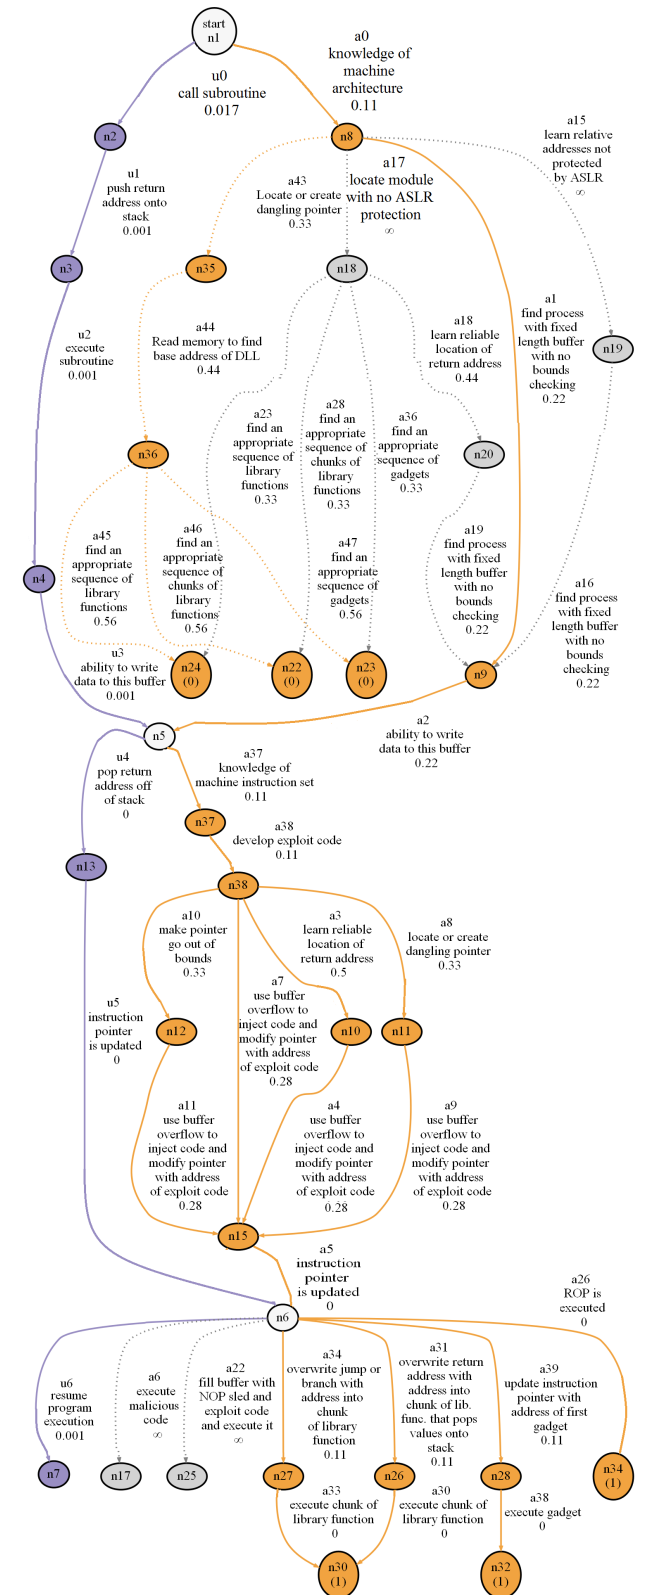 start
n1
a0
knowledge of
machine
architecture
0.11
u0
call subroutine
0.017
n2
n8
a15
learn relative
addresses not
protected
by ASLR
∞
a17
locate module
with no ASLR
protection
∞
a43
Locate or create
dangling pointer
0.33
u1
push return
address onto
stack
0.001
n3
n35
n18
a1
find process
with fixed
length buffer
with no
bounds
checking
0.22
a18
learn reliable
location of
return address
0.44
a44
Read memory to find
base address of DLL
0.44
u2
execute
subroutine
0.001
n19
a23
find an
appropriate
sequence of
library
functions
0.33
a28
find an
appropriate
sequence of
chunks of
library
functions
0.33
a36
find an
appropriate
sequence of
gadgets
0.33
n36
n20
a45
find an
appropriate
sequence of
library
functions
0.56
a46
find an
appropriate
sequence of
chunks of
library
functions
0.56
a47
find an
appropriate
sequence of
gadgets
0.56
a19
find process
with fixed
length buffer
with no
bounds
checking
0.22
a16
find process
with fixed
length buffer
with no
bounds
checking
0.22
n4
u3
ability to write
data to this buffer
0.001
n24
(0)
n22
(0)
n23
(0)
n9
a2
ability to write
data to this buffer
0.22
n5
u4
pop return
address off
of stack
0
a37
knowledge of
machine instruction set
0.11
n37
a38
develop exploit code
0.11
n13
n38
a10
make pointer
go out of
bounds
0.33
a3
learn reliable
location of
return address
0.5
a8
locate or create
dangling pointer
0.33
a7
use buffer
overflow to
inject code and
modify pointer
with address
of exploit code
0.28
u5
instruction
pointer
is updated
0
n12
n10
n11
a11
use buffer
overflow to
inject code and
modify pointer
with address
of exploit code
0.28
a4
use buffer
overflow to
inject code and
modify pointer
with address
of exploit code
0.28
a9
use buffer
overflow to
inject code and
modify pointer
with address
of exploit code
0.28
n15
a5
instruction
pointer
is updated
0
a26
ROP is
executed
0
n6
u6
resume
program
execution
0.001
a6
execute
malicious
code
∞
a22
fill buffer with
NOP sled and
exploit code
and execute it
∞
a34
overwrite jump or
branch with
address into
chunk
of library
function
0.11
a31
overwrite return
address with
address into
chunk of lib.
func. that pops
values onto
stack
0.11
a39
update instruction
pointer with
address of first
gadget
0.11
n7
n17
n25
n27
n26
n28
n34
(1)
a33
execute chunk of
library function
0
a30
execute chunk of
library function
0
a38
execute gadget
0
n30
(1)
n32
(1)